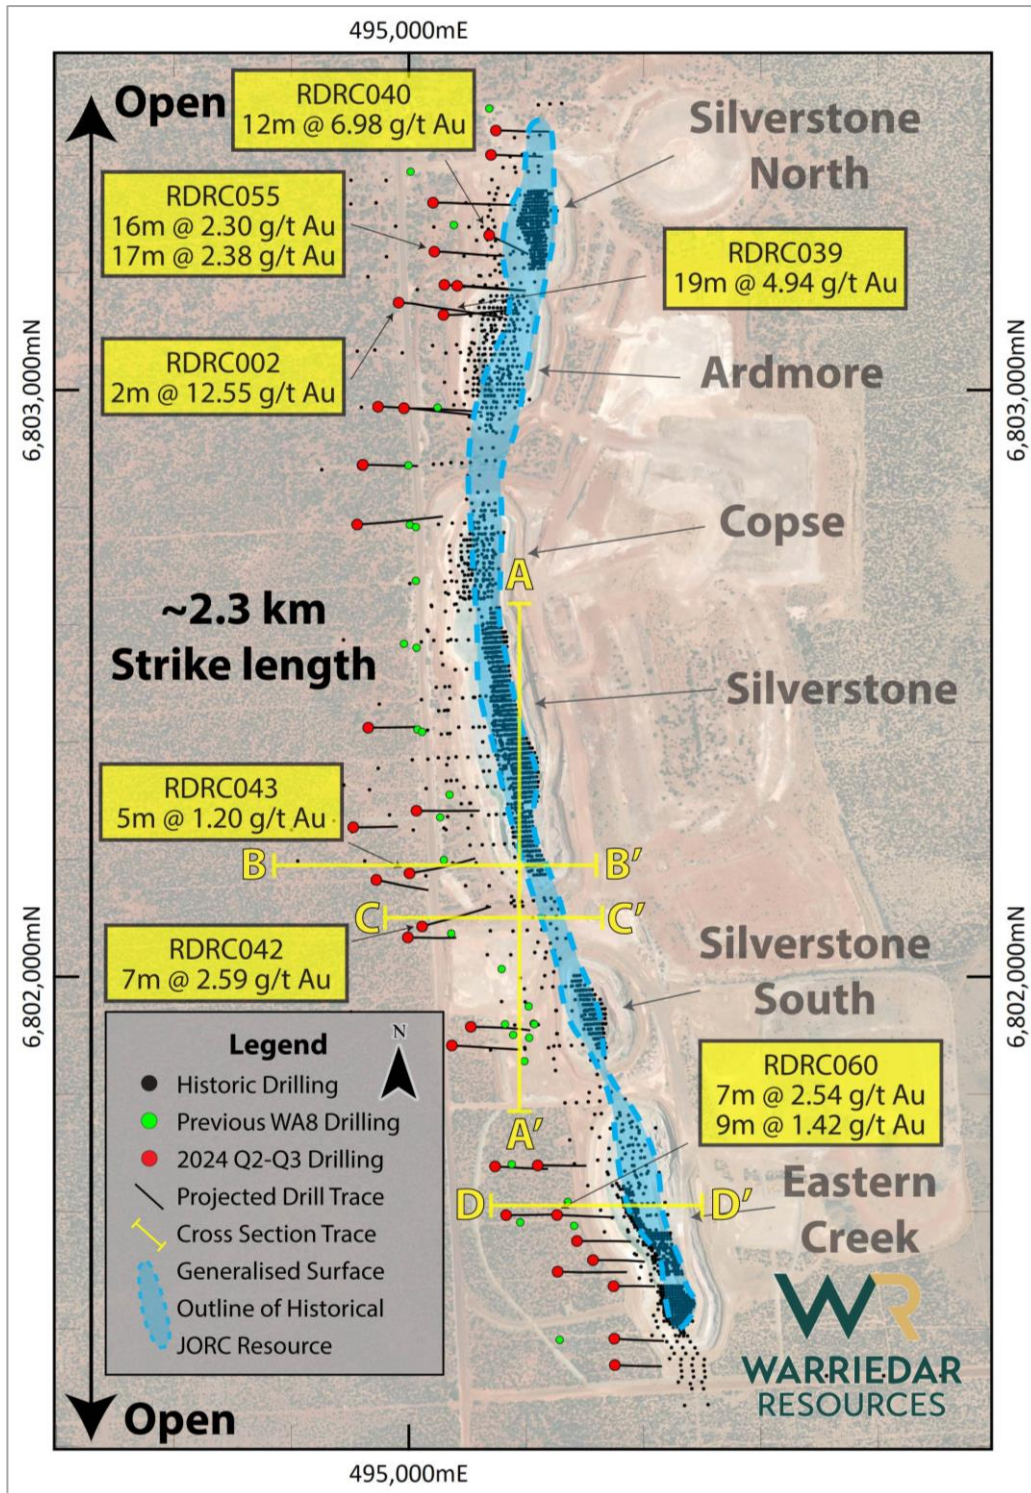 495,000mE
Open
RDRC040
12m @ 6.98 g/t Au
Silverstone
North
RDRC055
16m @ 2.30 g/t Au
17m @ 2.38 g/t Au
RDRC039
19m @ 4.94 g/t Au
RDRC002
2m @ 12.55 g/t Au
6,803,000mN
6,803,000mN
Ardmore
Copse
A
~2.3 km
Strike length
Silverstone
RDRC043
5m @ 1.20 g/t Au
B
B'
C
C'
RDRC042
7m @ 2.59 g/t Au
Silverstone
South
6,802,000mN
6,802,000mN
Legend
N
Historic Drilling
Previous WA8 Drilling
2024 Q2-Q3 Drilling
Projected Drill Trace
Cross Section Trace
Generalised Surface
Outline of Historical
JORC Resource
RDRC060
7m @ 2.54 g/t Au
9m @ 1.42 g/t Au
A'
D
D'
Eastern
Creek
WR
WARRIEDAR
RESOURCES
Open
495,000mE